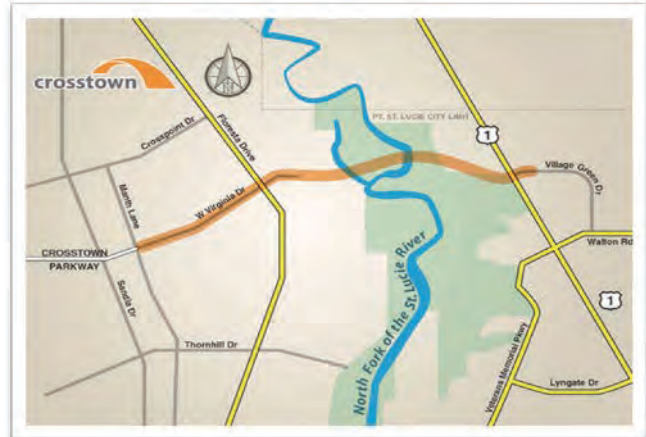 crosstown
PT. ST. LUCIE CITY LIMIT
1
Crosspoint Dr
Floresta Drive
Village Green Dr
W Virginia Dr
Manth Lane
CROSSTOWN
PARKWAY
Walton Rd
Sandia Dr
North Fork of the St. Lucie River
1
Thornhill Dr
Veterans Memorial Pkwy
Lyngate Dr